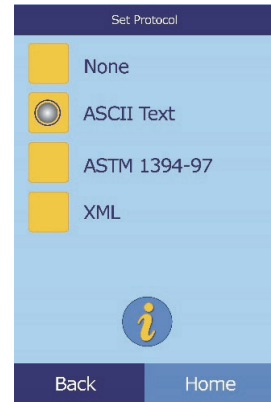 Set Protocol
None
ASCII Text
ASTM 1394-97
XML
i
Back Home